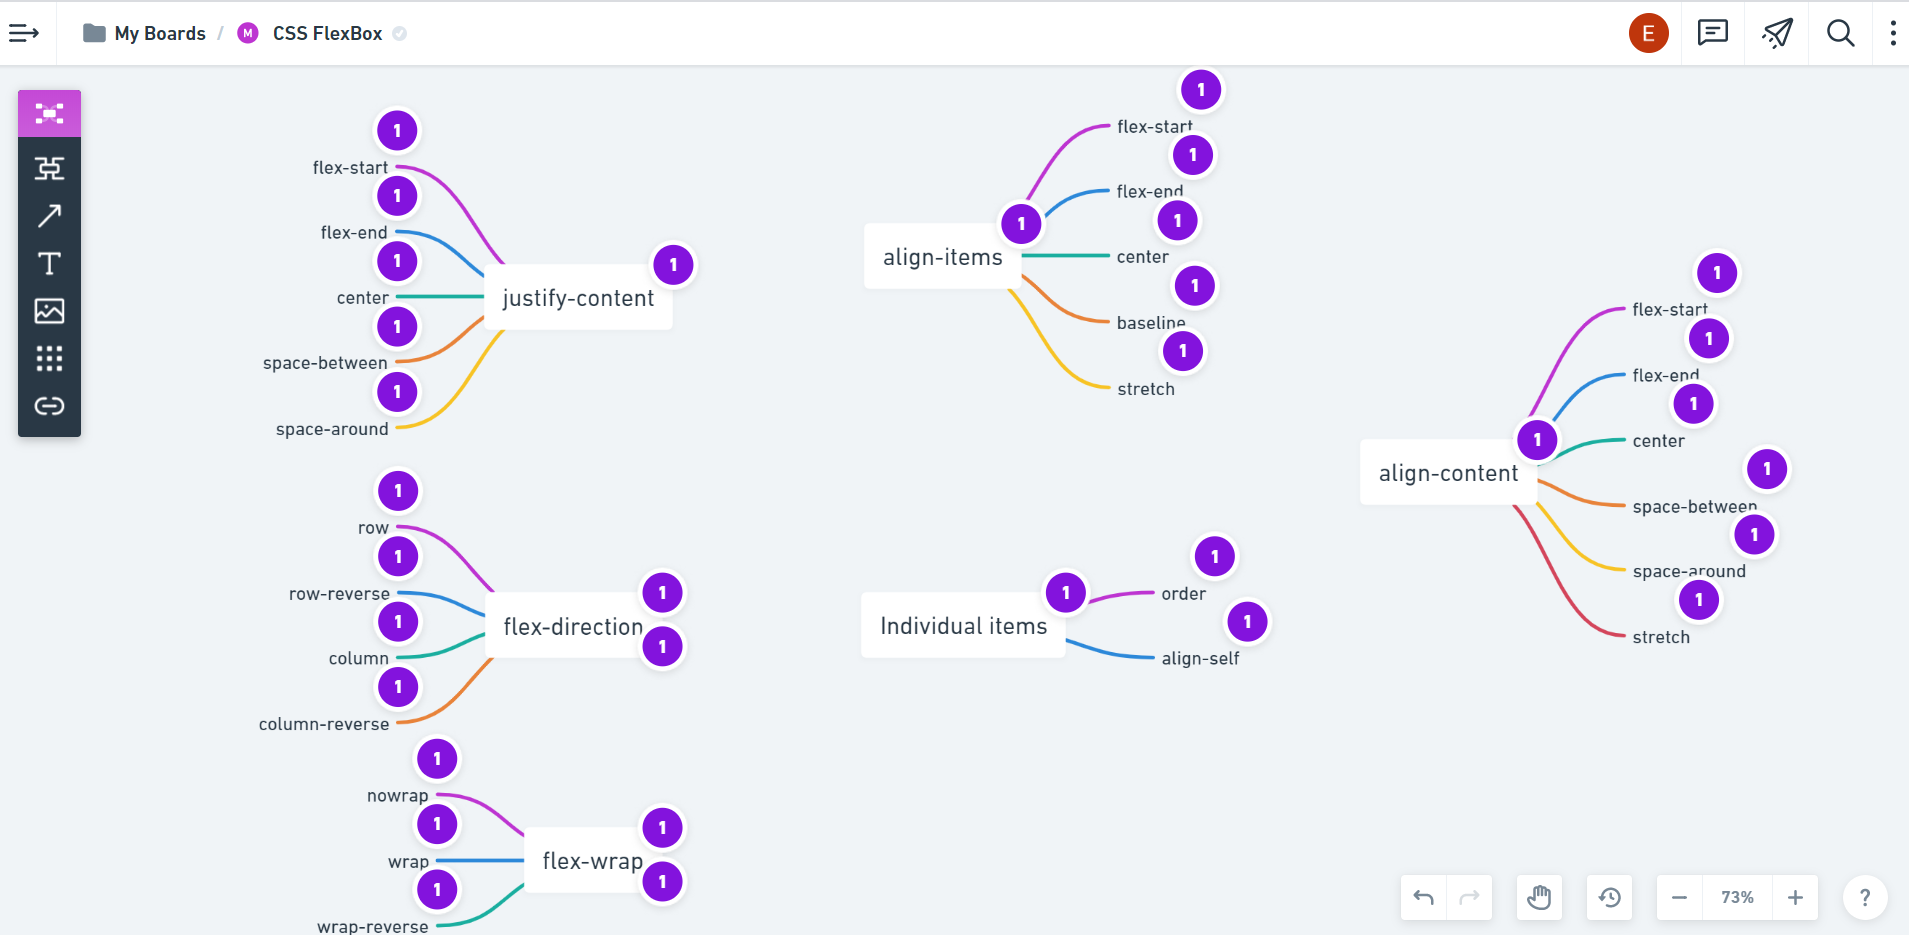 My Boards / M CSS FlexBox
E
1
flex-start
1
flex-end
1
center
1
space-between
1
space-around
justify-content
1
1
flex-start
1
flex-end
1
center
1
baseline
1
stretch
align-items
1
1
flex-start
1
flex-end
1
center
1
space-between
1
space-around
1
stretch
align-content
1
1
row
1
row-reverse
1
column
1
column-reverse
flex-direction
1
1
Individual items
1
1
order
1
align-self
1
nowrap
1
wrap
1
wrap-reverse
flex-wrap
1
1
T
73%
?